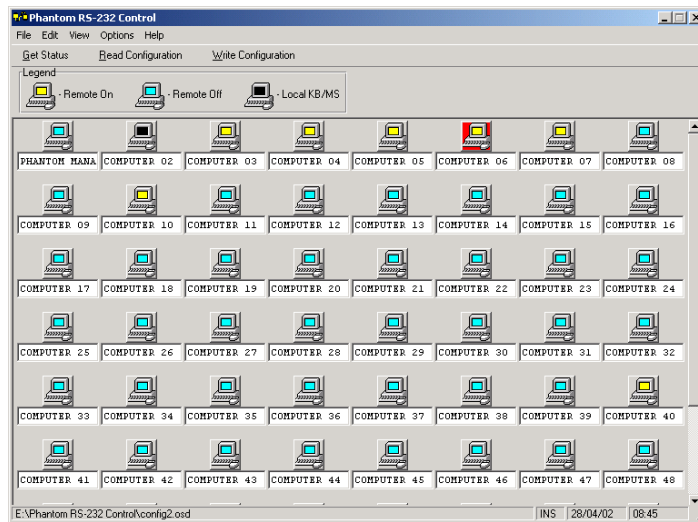 Phantom RS-232 Control
File Edit View Options Help
Get Status Read Configuration Write Configuration
Legend
- Remote On - Remote Off - Local KB/MS
PHANTOM MANA COMPUTER 02 COMPUTER 03 COMPUTER 04 COMPUTER 05 COMPUTER 06 COMPUTER 07 COMPUTER 08
COMPUTER 09 COMPUTER 10 COMPUTER 11 COMPUTER 12 COMPUTER 13 COMPUTER 14 COMPUTER 15 COMPUTER 16
COMPUTER 17 COMPUTER 18 COMPUTER 19 COMPUTER 20 COMPUTER 21 COMPUTER 22 COMPUTER 23 COMPUTER 24
COMPUTER 25 COMPUTER 26 COMPUTER 27 COMPUTER 28 COMPUTER 29 COMPUTER 30 COMPUTER 31 COMPUTER 32
COMPUTER 33 COMPUTER 34 COMPUTER 35 COMPUTER 36 COMPUTER 37 COMPUTER 38 COMPUTER 39 COMPUTER 40
COMPUTER 41 COMPUTER 42 COMPUTER 43 COMPUTER 44 COMPUTER 45 COMPUTER 46 COMPUTER 47 COMPUTER 48
E:\Phantom RS-232 Control\config2.osd INS 28/04/02 08:45